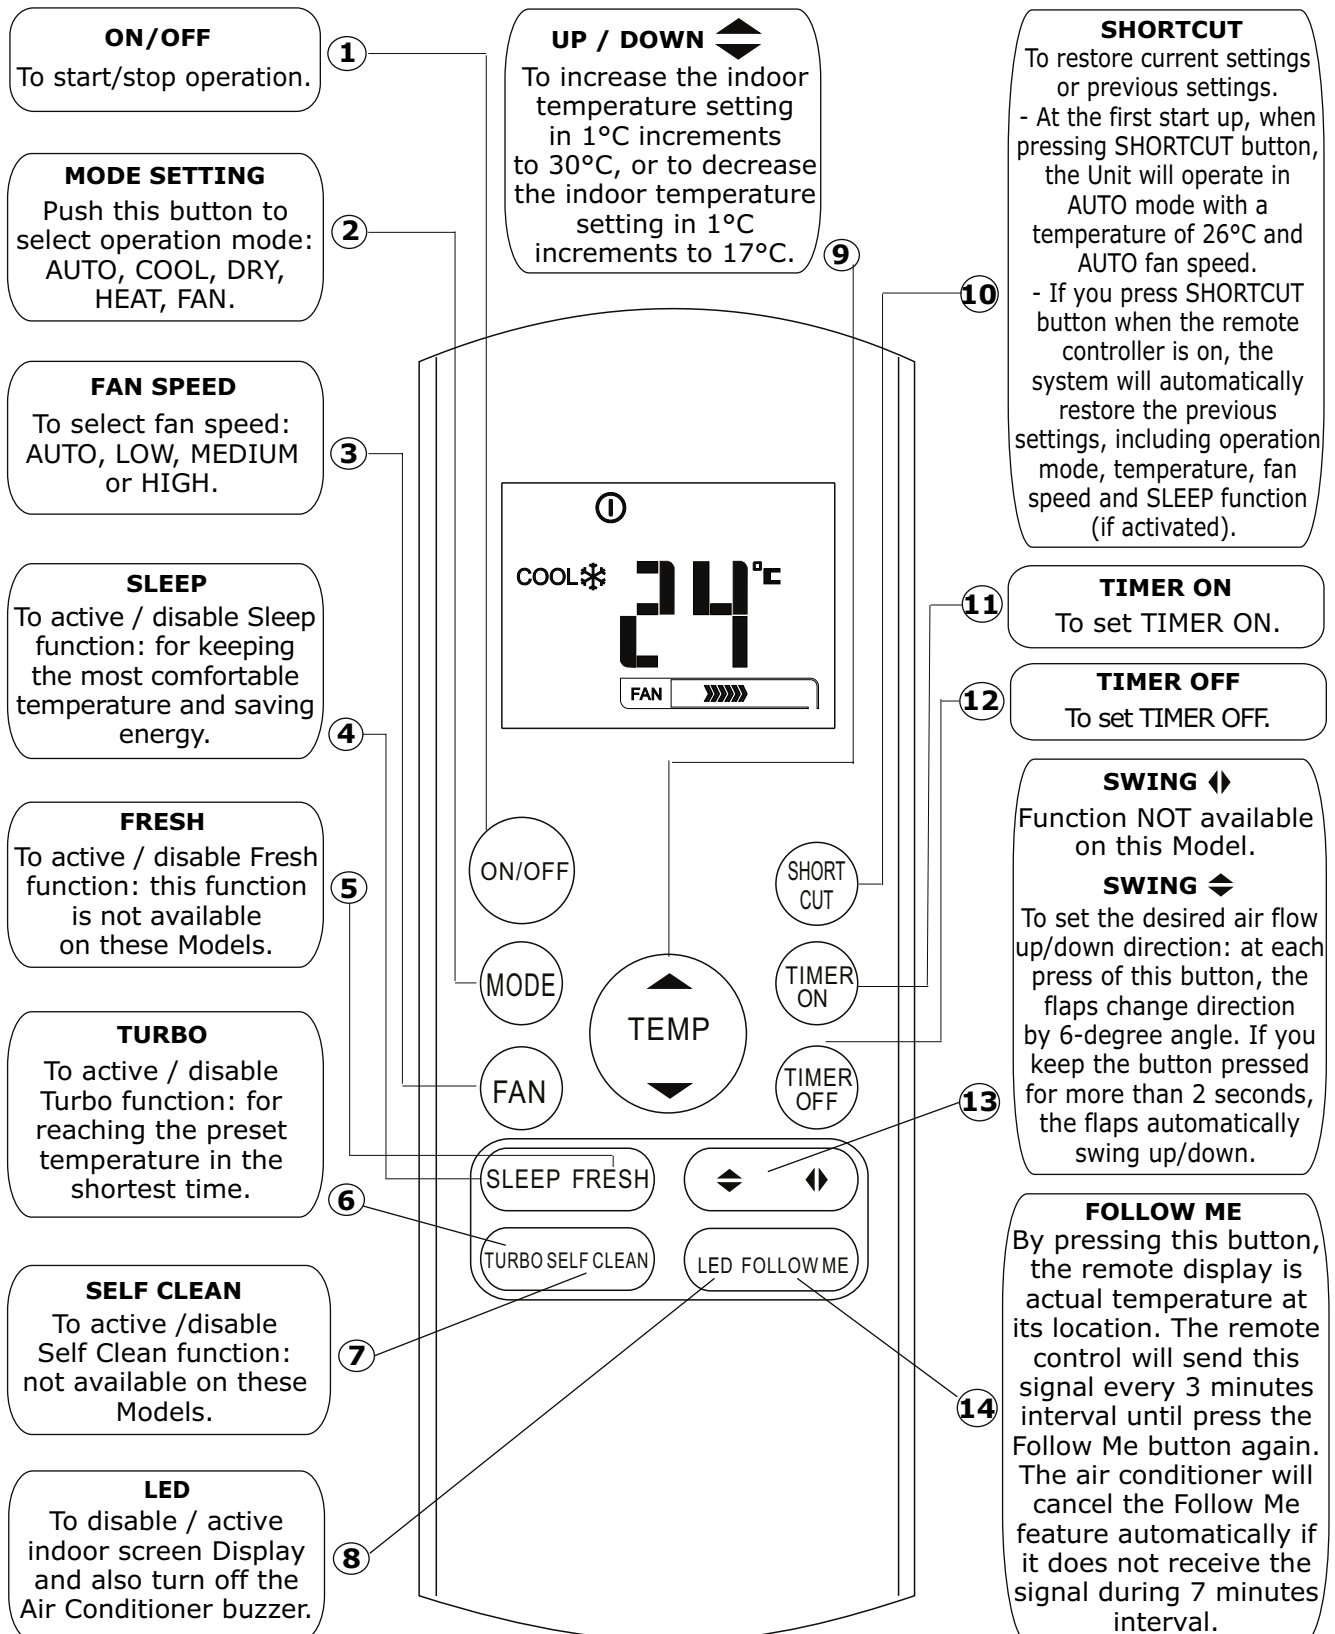 ON/OFF
To start/stop operation.
1
MODE SETTING
Push this button to
select operation mode:
AUTO, COOL, DRY,
HEAT, FAN.
2
FAN SPEED
To select fan speed:
AUTO, LOW, MEDIUM
or HIGH.
3
SLEEP
To active / disable Sleep
function: for keeping
the most comfortable
temperature and saving
energy.
4
FRESH
To active / disable Fresh
function: this function
is not available
on these Models.
5
TURBO
To active / disable
Turbo function: for
reaching the preset
temperature in the
shortest time.
6
SELF CLEAN
To active /disable
Self Clean function:
not available on these
Models.
7
LED
To disable / active
indoor screen Display
and also turn off the
Air Conditioner buzzer.
8
UP / DOWN
To increase the indoor
temperature setting
in 1°C increments
to 30°C, or to decrease
the indoor temperature
setting in 1°C
increments to 17°C.
9
COOL 24°C
FAN
ON/OFF
MODE
FAN
TEMP
SHORT
CUT
TIMER
ON
TIMER
OFF
SLEEP FRESH
TURBO SELF CLEAN
LED FOLLOW ME
SHORTCUT
To restore current settings
or previous settings.
- At the first start up, when
pressing SHORTCUT button,
the Unit will operate in
AUTO mode with a
temperature of 26°C and
AUTO fan speed.
- If you press SHORTCUT
button when the remote
controller is on, the
system will automatically
restore the previous
settings, including operation
mode, temperature, fan
speed and SLEEP function
(if activated).
10
TIMER ON
To set TIMER ON.
11
TIMER OFF
To set TIMER OFF.
12
SWING
Function NOT available
on this Model.
SWING
To set the desired air flow
up/down direction: at each
press of this button, the
flaps change direction
by 6-degree angle. If you
keep the button pressed
for more than 2 seconds,
the flaps automatically
swing up/down.
13
FOLLOW ME
By pressing this button,
the remote display is
actual temperature at
its location. The remote
control will send this
signal every 3 minutes
interval until press the
Follow Me button again.
The air conditioner will
cancel the Follow Me
feature automatically if
it does not receive the
signal during 7 minutes
interval.
14